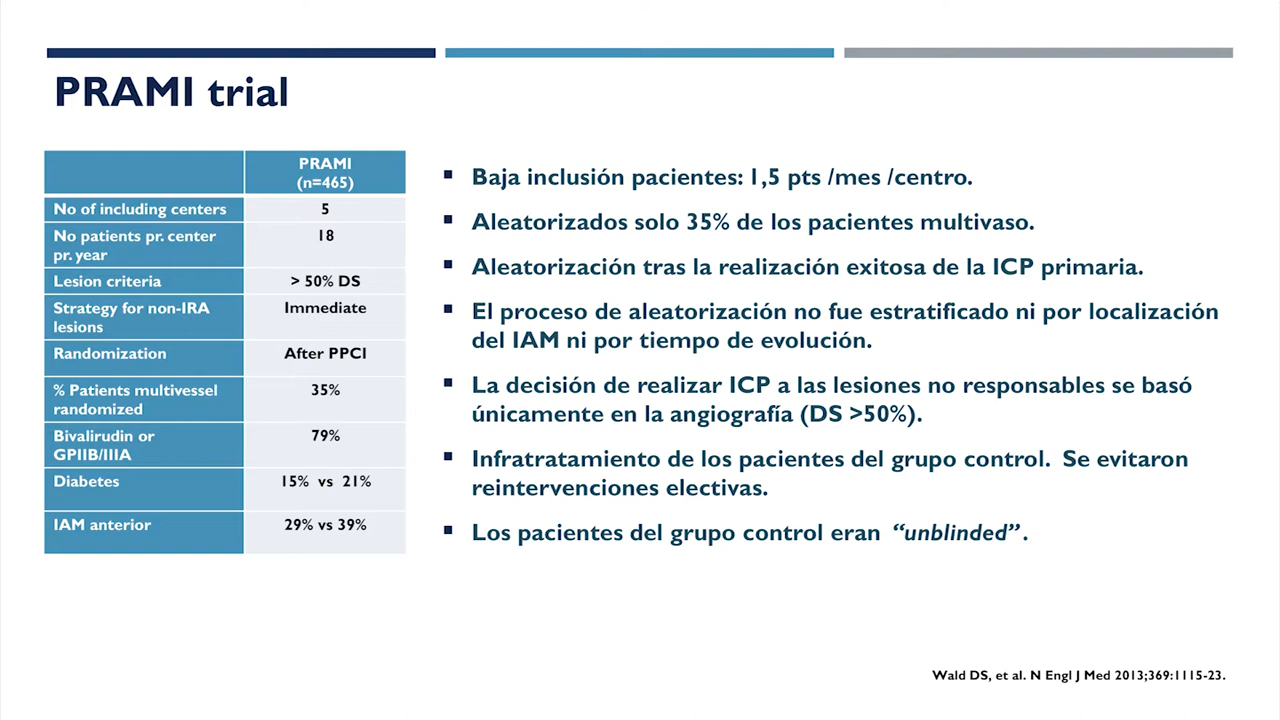 PRAMI trial
PRAMI
(n=465)
No of including centers
5
No patients pr. center
pr. year
18
Lesion criteria
> 50% DS
Strategy for non-IRA
lesions
Immediate
Randomization
After PPCI
% Patients multivessel
randomized
35%
Bivalirudin or
GPIIB/IIIA
79%
Diabetes
15% vs 21%
IAM anterior
29% vs 39%
▪ Baja inclusión pacientes: 1,5 pts /mes /centro.
▪ Aleatorizados solo 35% de los pacientes multivaso.
▪ Aleatorización tras la realización exitosa de la ICP primaria.
▪ El proceso de aleatorización no fue estratificado ni por localización
del IAM ni por tiempo de evolución.
▪ La decisión de realizar ICP a las lesiones no responsables se basó
únicamente en la angiografía (DS >50%).
▪ Infratratamiento de los pacientes del grupo control. Se evitaron
reintervenciones electivas.
▪ Los pacientes del grupo control eran “unblinded”.
Wald DS, et al. N Engl J Med 2013;369:1115-23.